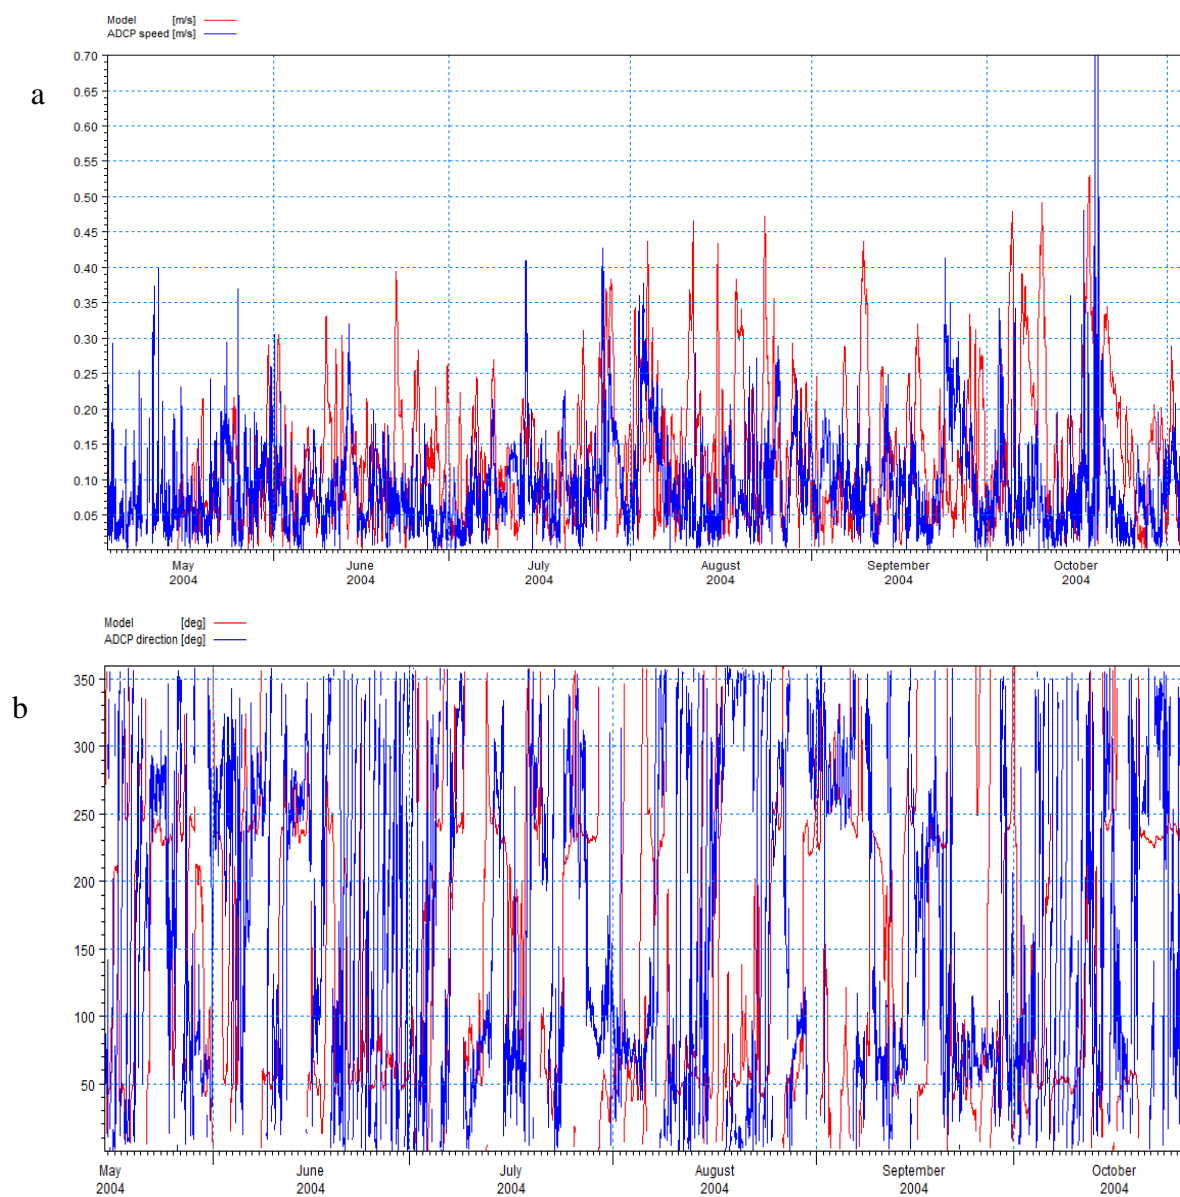 Model [m/s]
ADCP speed [m/s]
a
0.70
0.65
0.60
0.55
0.50
0.45
0.40
0.35
0.30
0.25
0.20
0.15
0.10
0.05
May June July August September October
2004 2004 2004 2004 2004 2004
Model [deg]
ADCP direction [deg]
b
350
300
250
200
150
100
50
May June July August September October
2004 2004 2004 2004 2004 2004